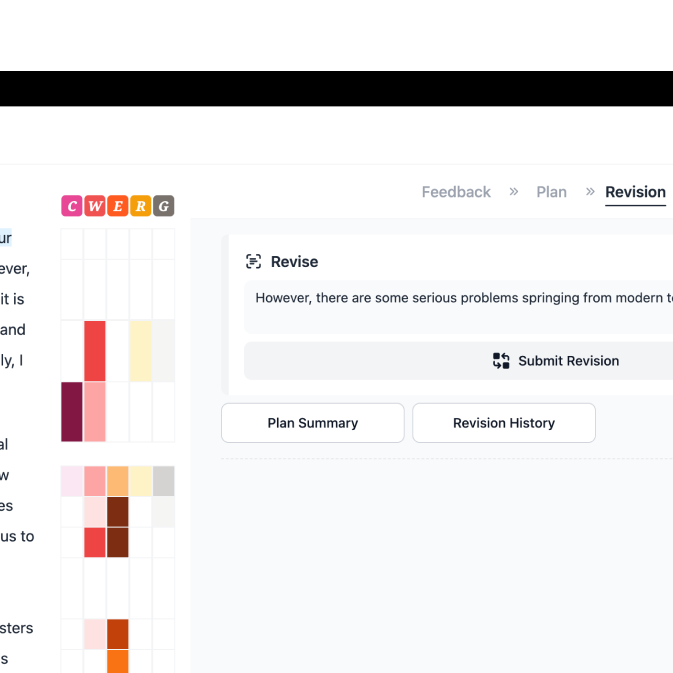 Feedback » Plan » Revision
C W E R G
ur
ever,
it is
and
ly, I
al
w
es
us to
sters
s
Revise
However, there are some serious problems springing from modern t
Submit Revision
Plan Summary
Revision History